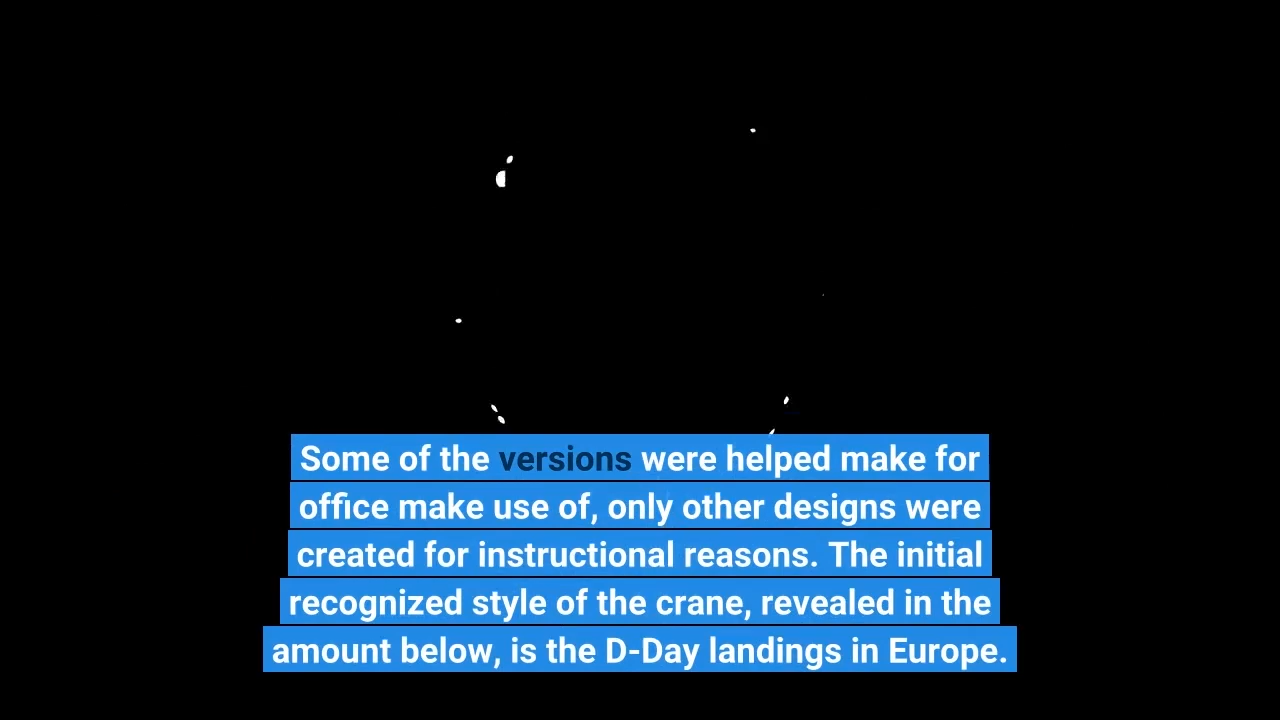 Some of the versions were helped make for
office make use of, only other designs were
created for instructional reasons. The initial
recognized style of the crane, revealed in the
amount below, is the D-Day landings in Europe.